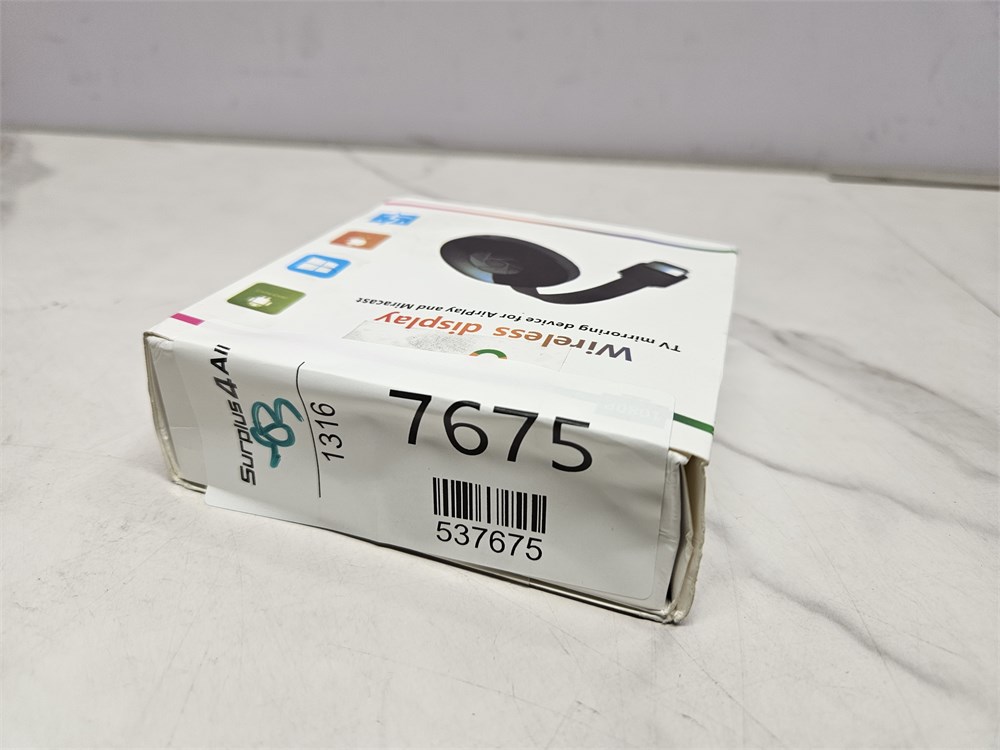 Wireless display
TV mirroring device for AirPlay and Miracast
Surplus4All
1316
7675
537675